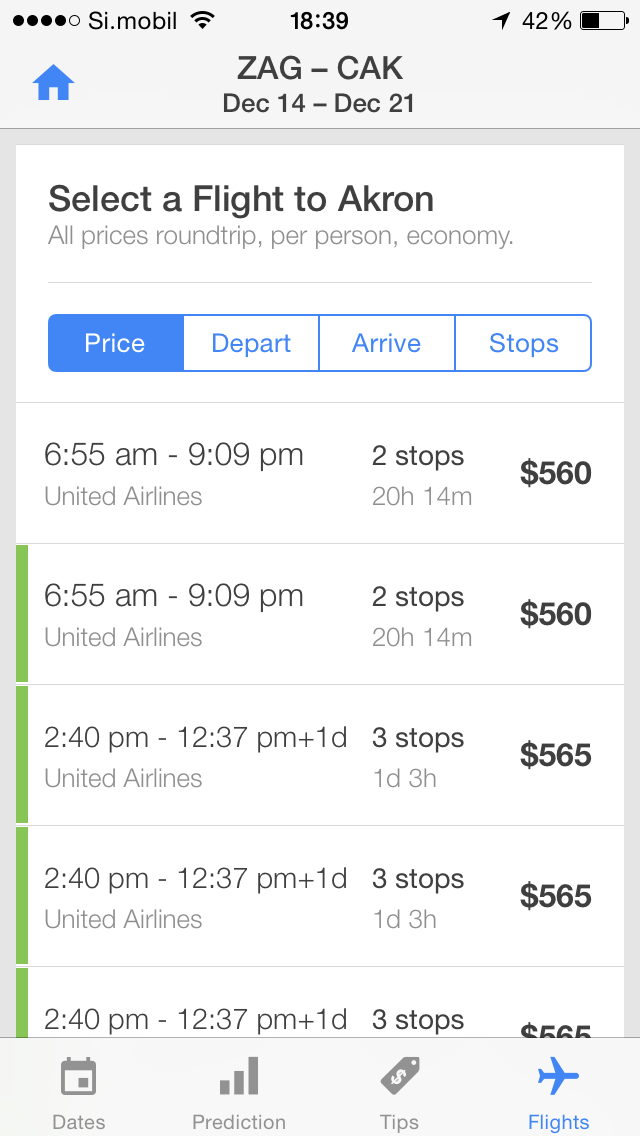 Si.mobil 18:39 42%
ZAG – CAK
Dec 14 – Dec 21
Select a Flight to Akron
All prices roundtrip, per person, economy.
Price Depart Arrive Stops
6:55 am - 9:09 pm 2 stops $560
United Airlines 20h 14m
6:55 am - 9:09 pm 2 stops $560
United Airlines 20h 14m
2:40 pm - 12:37 pm+1d 3 stops $565
United Airlines 1d 3h
2:40 pm - 12:37 pm+1d 3 stops $565
United Airlines 1d 3h
2:40 pm - 12:37 pm+1d 3 stops $565
Dates Prediction Tips Flights